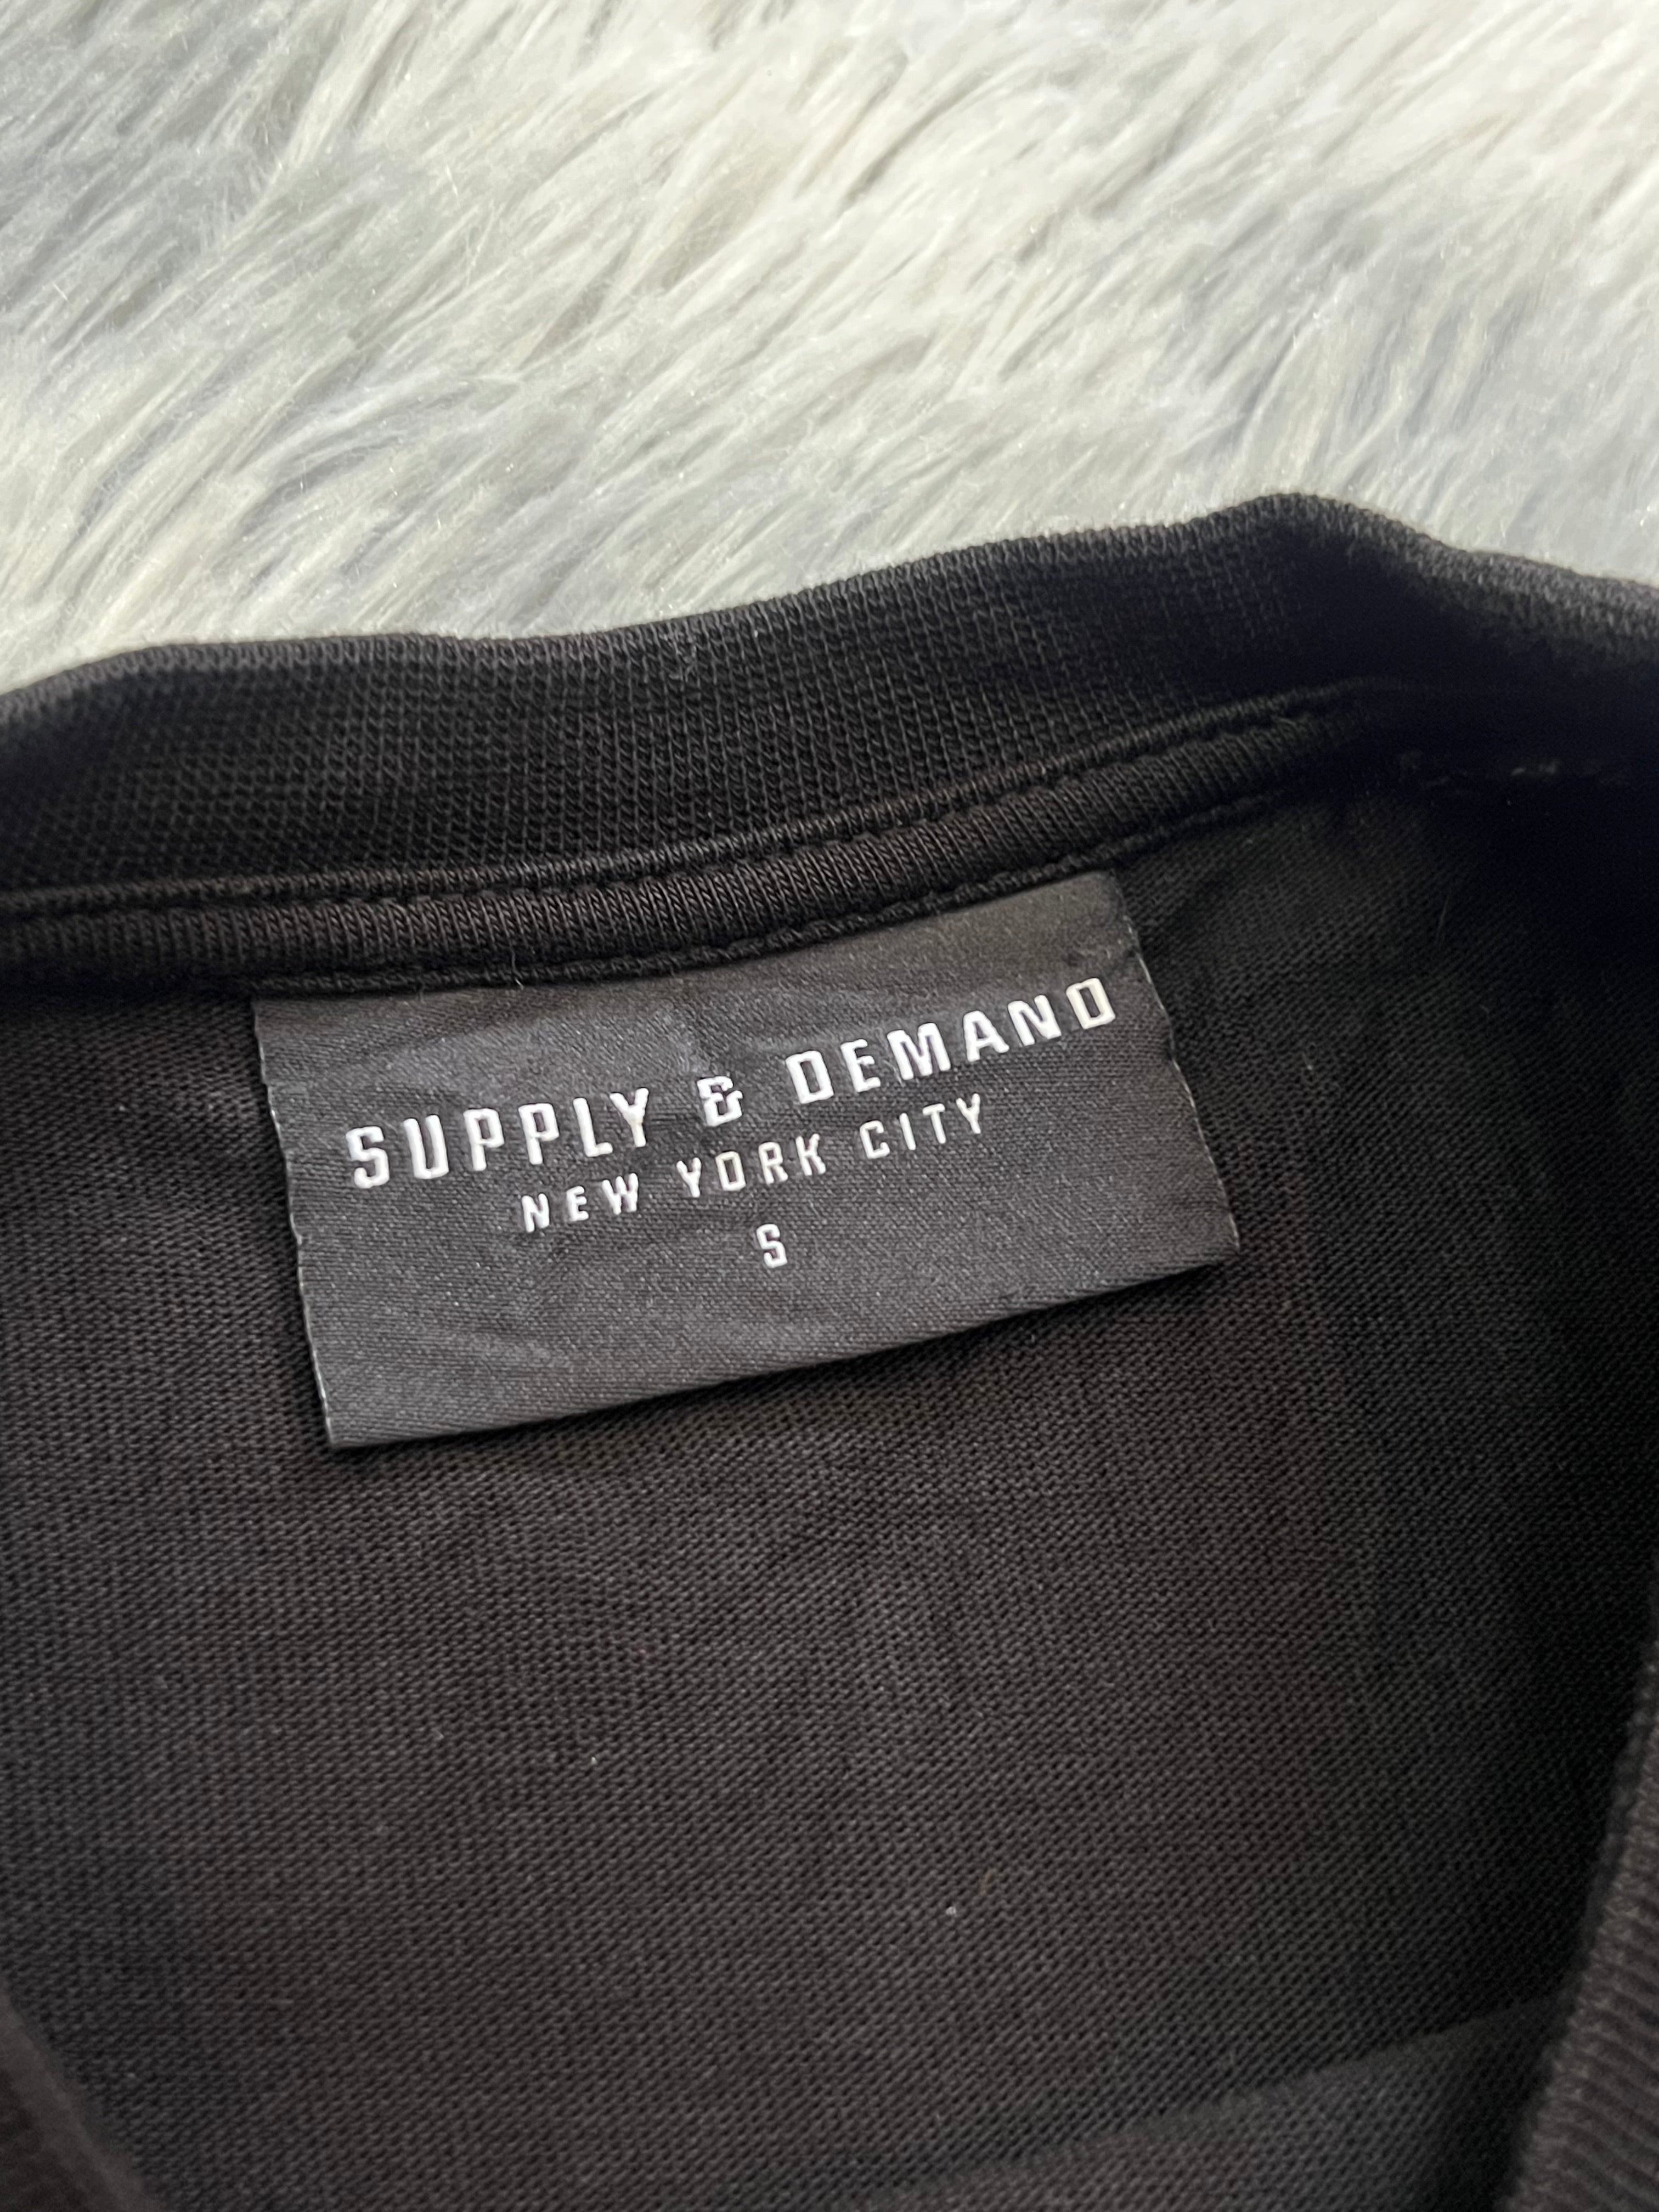 SUPPLY & DEMAND
NEW YORK CITY
S